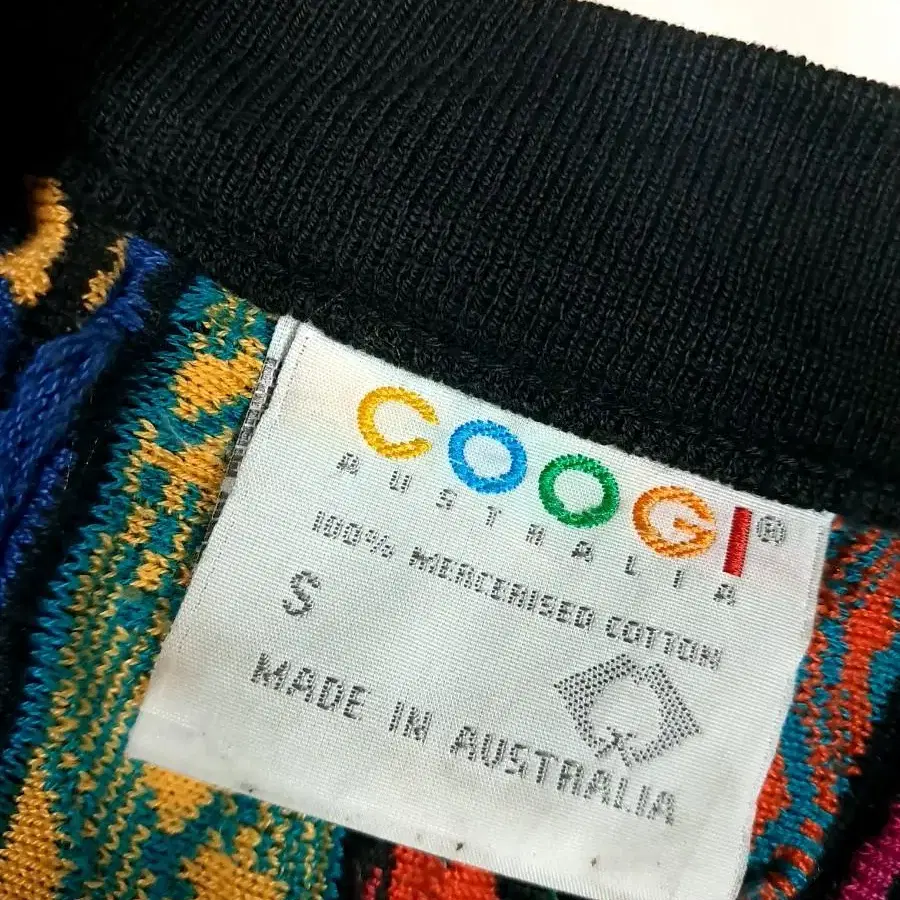 COOGI®
AUSTRALIA
100% MERCERISED COTTON
S
MADE IN AUSTRALIA